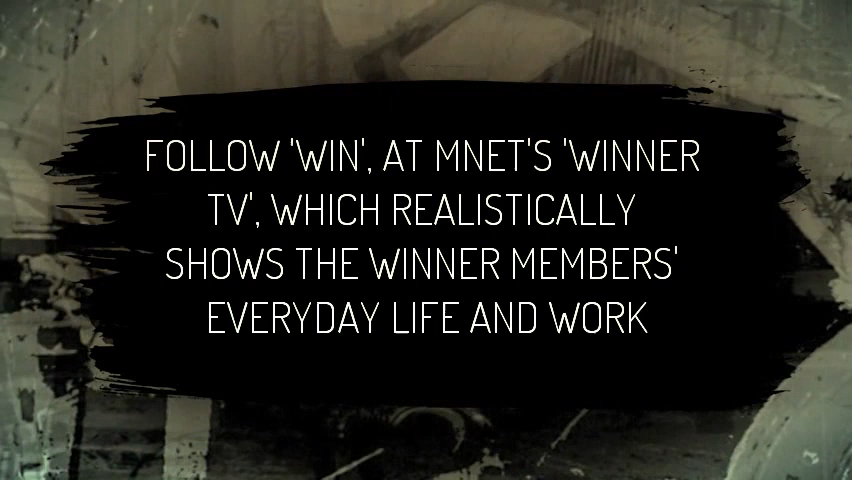 FOLLOW 'WIN', AT MNET'S 'WINNER
TV', WHICH REALISTICALLY
SHOWS THE WINNER MEMBERS'
EVERYDAY LIFE AND WORK